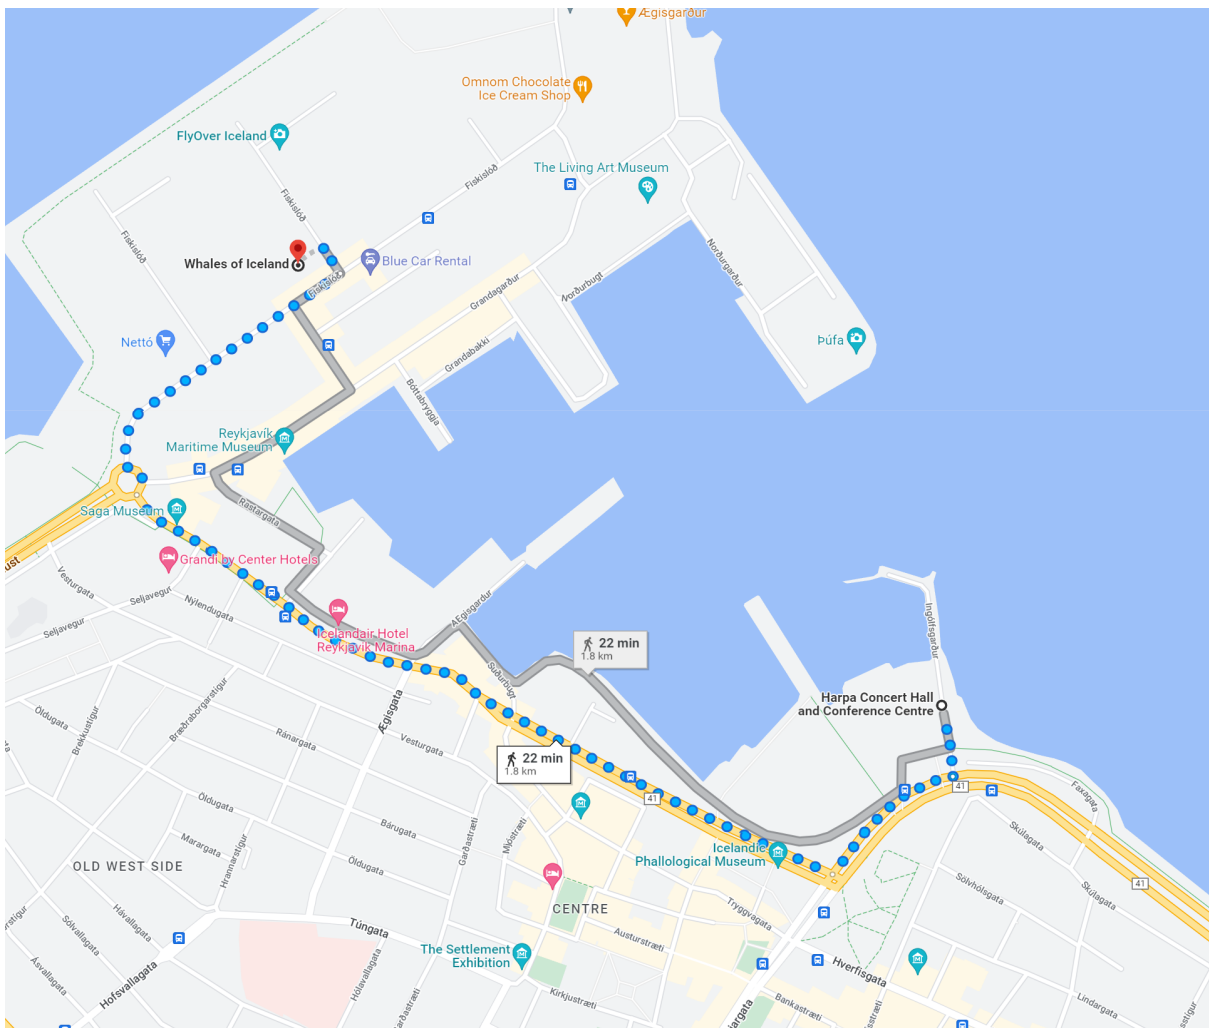 Ægisgarður
Omnom Chocolate
Ice Cream Shop
FlyOver Iceland
The Living Art Museum
Fiskislóð
Fiskislóð
Fiskislóð
Norðurgarður
Whales of Iceland
Blue Car Rental
Fiskislóð
Grandagarður
Norðurbugt
Nettó
Grandabakki
Þúfa
Bótarbryggja
Reykjavík
Maritime Museum
Saga Museum
Rastargata
Grandi by Center Hotels
Vesturgata
Seljavegur
Nýlendugata
Seljavegur
Ægisgarður
Ingólfsgarður
Icelandair Hotel
Reykjavik Marina
22 min
1.8 km
Suðurbugt
Harpa Concert Hall
and Conference Centre
Öldugata
Brekkustígur
Bræðraborgarstígur
Ægisgata
Ránargata
Vesturgata
22 min
1.8 km
41
41
Faxagata
Öldugata
Bárugata
Garðastræti
Mjóstræti
Skúlagata
Marargata
Hrannarstígur
Öldugata
Icelandic
Phallological Museum
OLD WEST SIDE
41
Sölvhólsgata
Skúlagata
CENTRE
Tryggvagata
Hávallagata
Sólvallagata
Túngata
Austurstræti
The Settlement
Exhibition
Hverfisgata
Ásvallagata
Hofsvallagata
Hólavallagata
Kirkjustræti
Bankastræti
Lindargata